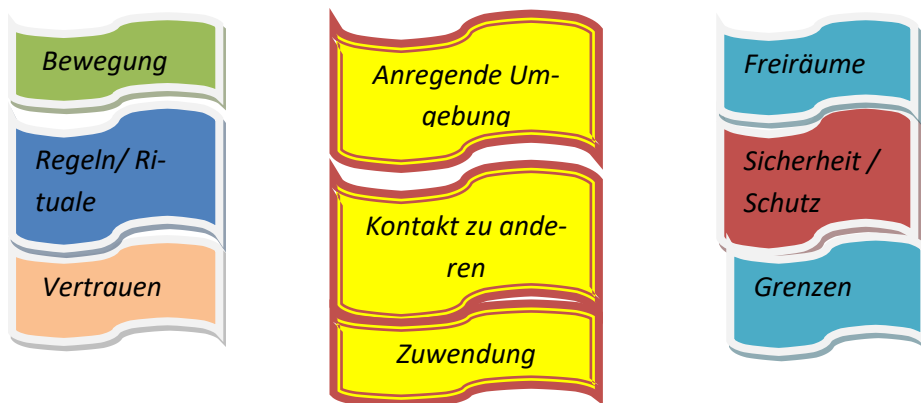 Bewegung
Regeln/ Ri-
tuale
Vertrauen
Anregende Um-
gebung
Kontakt zu ande-
ren
Zuwendung
Freiräume
Sicherheit /
Schutz
Grenzen